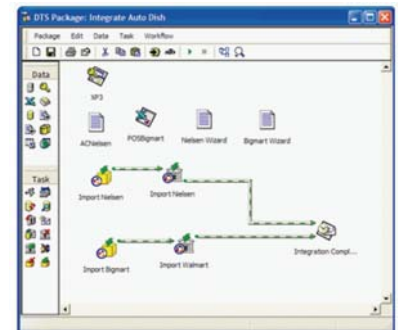 DTS Package: Integrate Auto Dish
Package Edit Data Task Workflow
Data
XP3
ACNielsen POSBigmart Nielsen Wizard Bigmart Wizard
Task
Import Nielsen Import Nielsen
Import Bigmart Import Walmart Integration Compl...